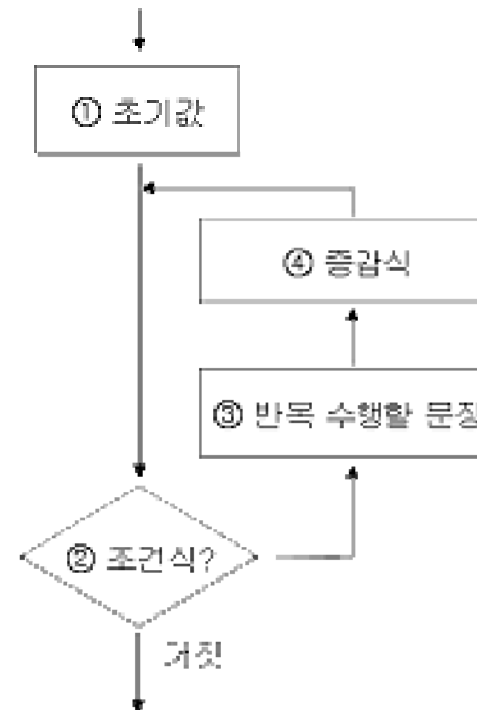 ① 초기값
④ 증감식
③ 반복 수행할 문장
② 조건식?
거짓